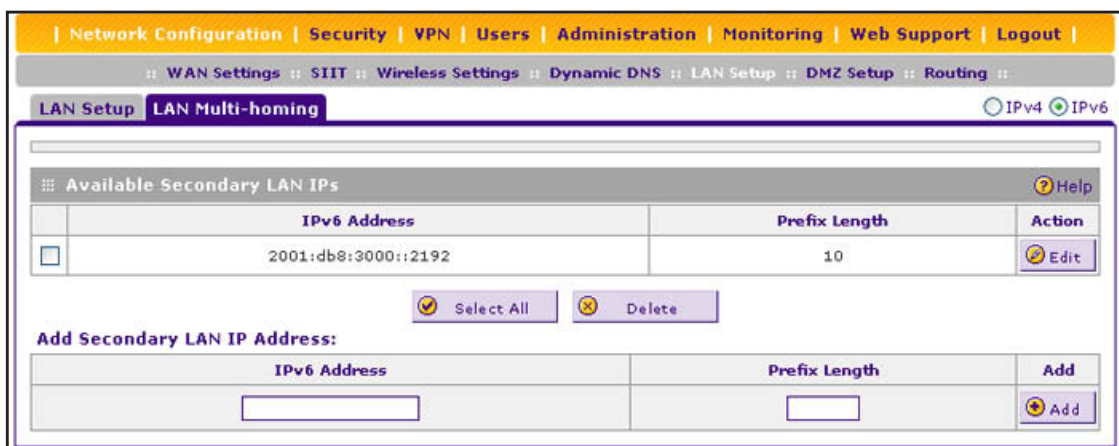 | Network Configuration | Security | VPN | Users | Administration | Monitoring | Web Support | Logout |
:: WAN Settings :: SIIT :: Wireless Settings :: Dynamic DNS :: LAN Setup :: DMZ Setup :: Routing ::
LAN Setup LAN Multi-homing IPv4 IPv6
Available Secondary LAN IPs Help
IPv6 Address Prefix Length Action
2001:db8:3000::2192 10 Edit
Select All Delete
Add Secondary LAN IP Address:
IPv6 Address Prefix Length Add
Add